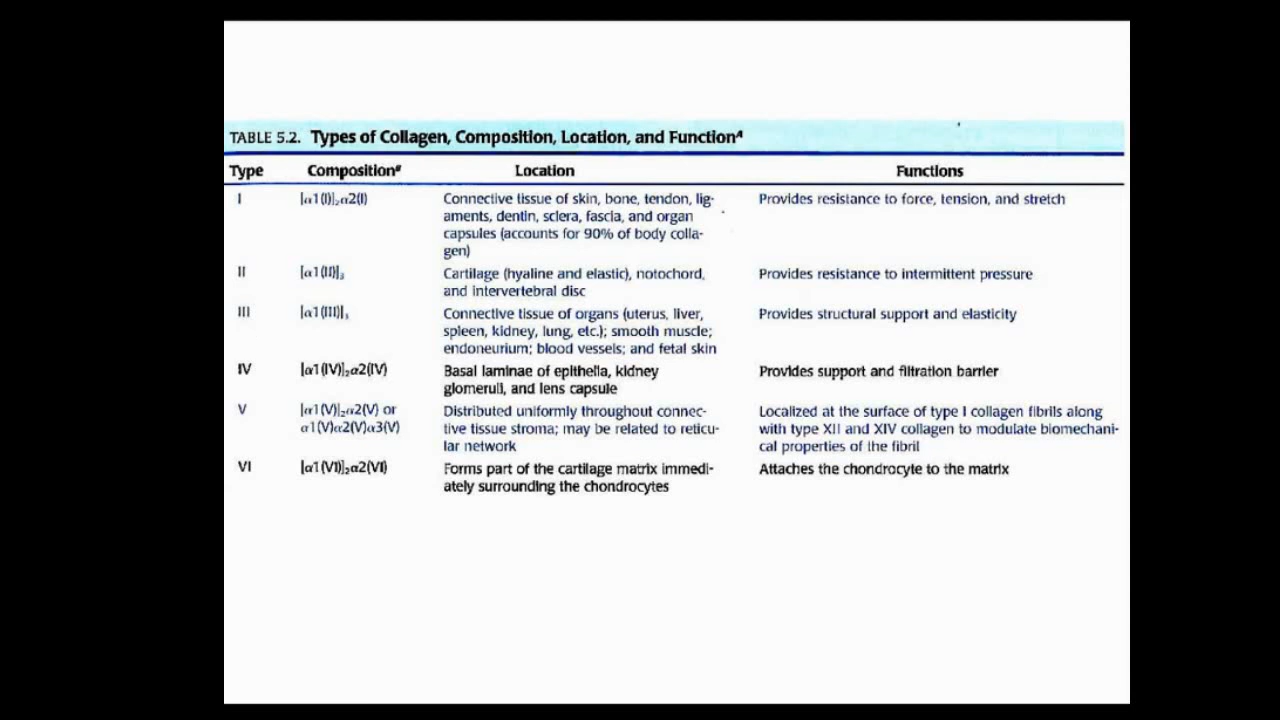 TABLE 5.2. Types of Collagen, Composition, Location, and Functionᴬ
Type Compositionᴮ Location Functions
I [α1(I)]₂α2(I) Connective tissue of skin, bone, tendon, lig- Provides resistance to force, tension, and stretch
aments, dentin, sclera, fascia, and organ
capsules (accounts for 90% of body colla-
gen)
II [α1(II)]₃ Cartilage (hyaline and elastic), notochord, Provides resistance to intermittent pressure
and intervertebral disc
III [α1(III)]₃ Connective tissue of organs (uterus, liver, Provides structural support and elasticity
spleen, kidney, lung, etc.); smooth muscle;
endoneurium; blood vessels; and fetal skin
IV [α1(IV)]₂α2(IV) Basal laminae of epithelia, kidney Provides support and filtration barrier
glomeruli, and lens capsule
V [α1(V)]₂α2(V) or Distributed uniformly throughout connec- Localized at the surface of type I collagen fibrils along
α1(V)α2(V)α3(V) tive tissue stroma; may be related to reticu- with type XII and XIV collagen to modulate biomechani-
lar network cal properties of the fibril
VI [α1(VI)]₂α2(VI) Forms part of the cartilage matrix immedi- Attaches the chondrocyte to the matrix
ately surrounding the chondrocytes